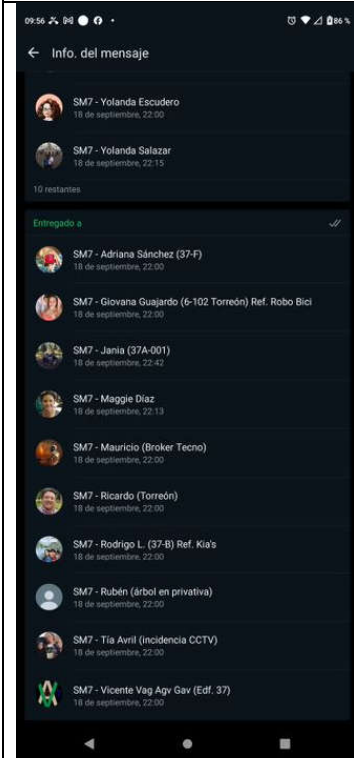 09:56
86 %
Info. del mensaje
SM7 - Yolanda Escudero
18 de septiembre, 22:00
SM7 - Yolanda Salazar
18 de septiembre, 22:15
10 restantes
Entregado a
SM7 - Adriana Sánchez (37-F)
18 de septiembre, 22:00
SM7 - Giovana Guajardo (6-102 Torreón) Ref. Robo Bici
18 de septiembre, 22:00
SM7 - Jania (37A-001)
18 de septiembre, 22:42
SM7 - Maggie Díaz
18 de septiembre, 22:13
SM7 - Mauricio (Broker Tecno)
18 de septiembre, 22:00
SM7 - Ricardo (Torreón)
18 de septiembre, 22:00
SM7 - Rodrigo L. (37-B) Ref. Kia's
18 de septiembre, 22:00
SM7 - Rubén (árbol en privativa)
18 de septiembre, 22:00
SM7 - Tía Avril (incidencia CCTV)
18 de septiembre, 22:00
SM7 - Vicente Vag Agv Gav (Edf. 37)
18 de septiembre, 22:00